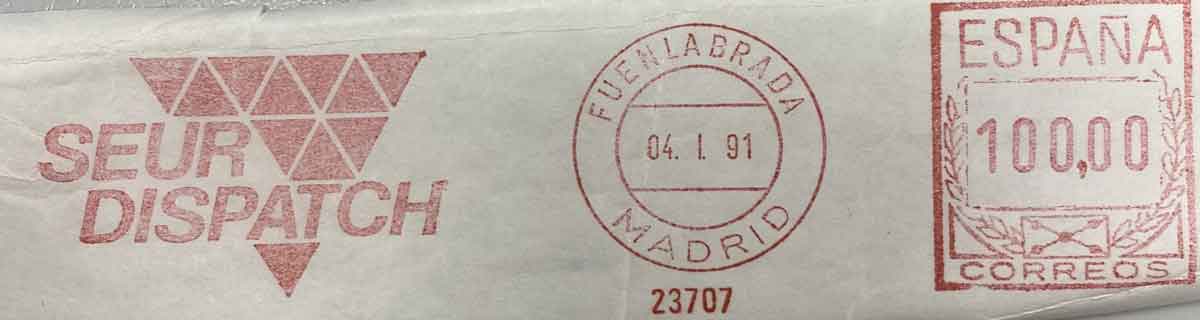 SEUR
DISPATCH
FUENLABRADA
04. I. 91
MADRID
23707
ESPAÑA
100,00
CORREOS